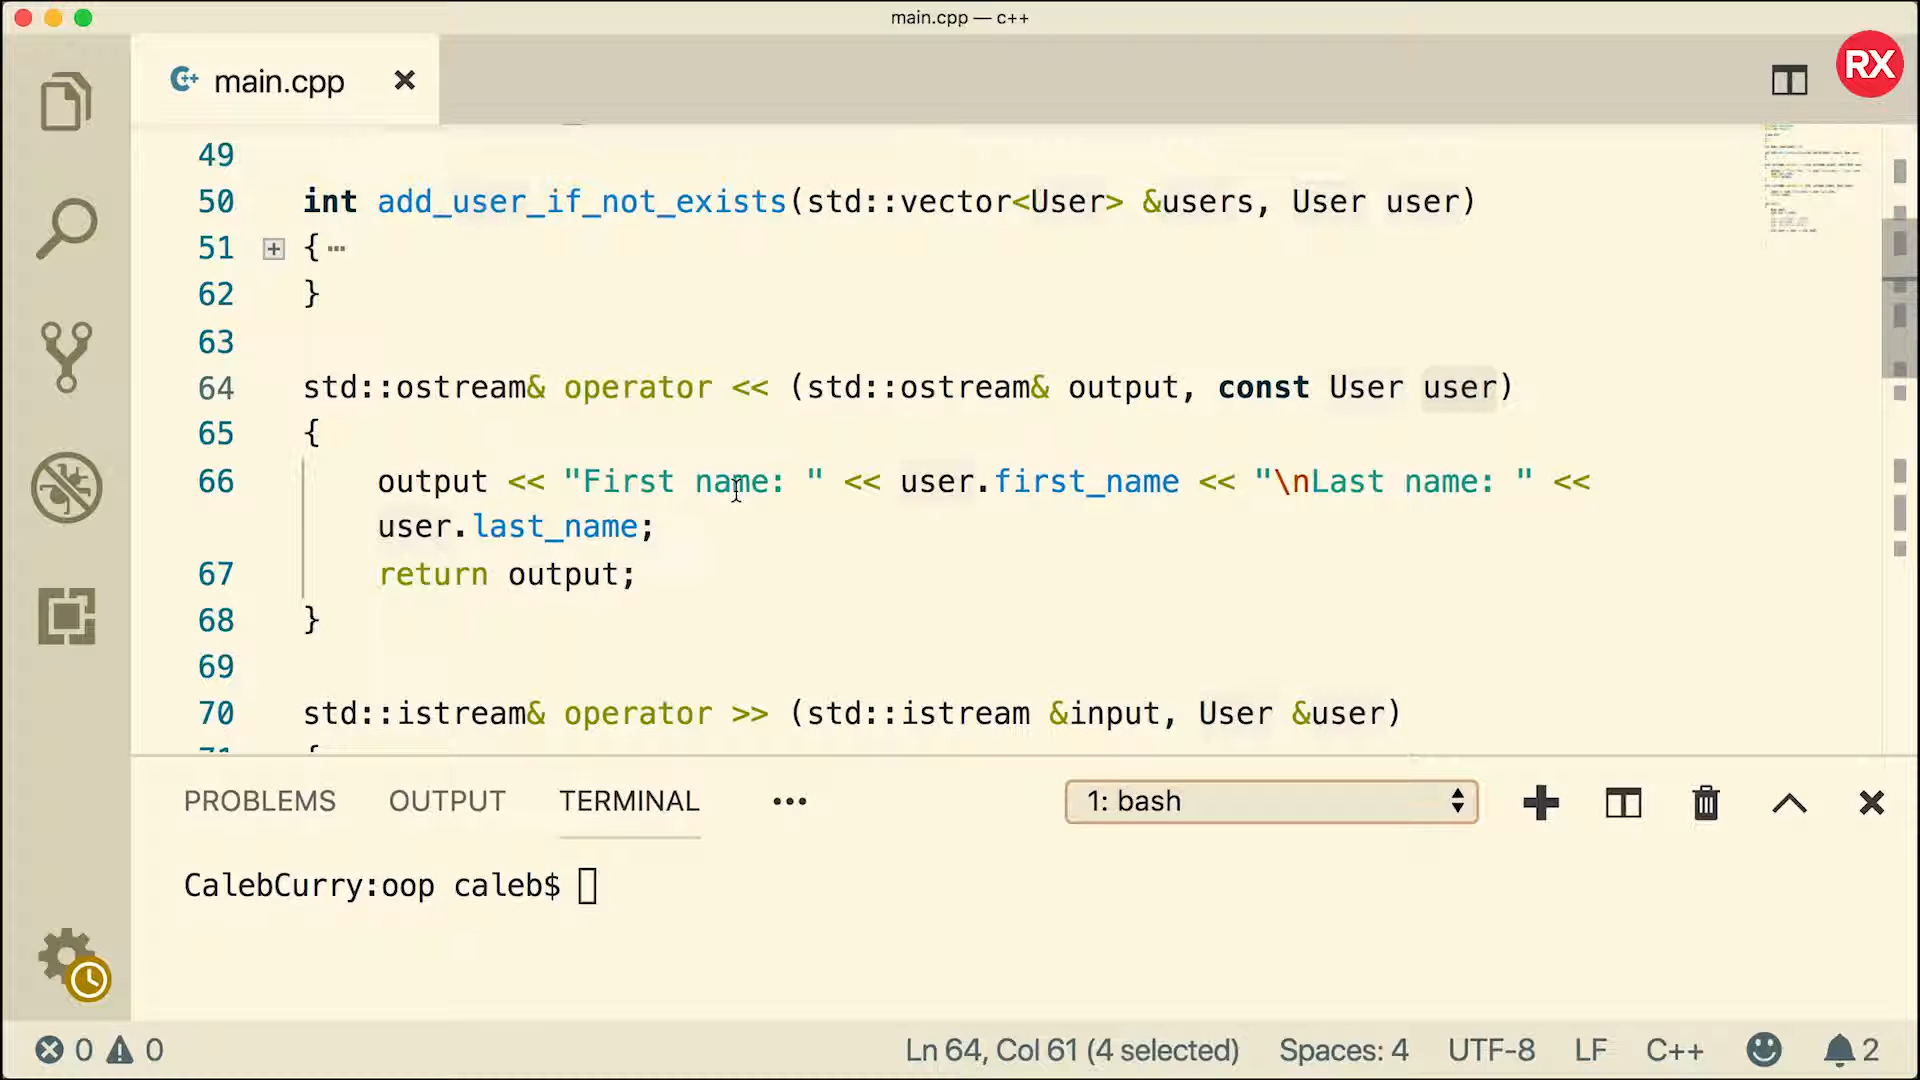 main.cpp — c++
main.cpp
RX
49
50 int add_user_if_not_exists(std::vector<User> &users, User user)
51 {
62 }
63
64 std::ostream& operator << (std::ostream& output, const User user)
65 {
66 output << "First name: " << user.first_name << "\nLast name: " <<
user.last_name;
67 return output;
68 }
69
70 std::istream& operator >> (std::istream &input, User &user)
71 {
PROBLEMS OUTPUT TERMINAL ••• 1: bash
CalebCurry:oop caleb$
0 0 Ln 64, Col 61 (4 selected) Spaces: 4 UTF-8 LF C++ 2